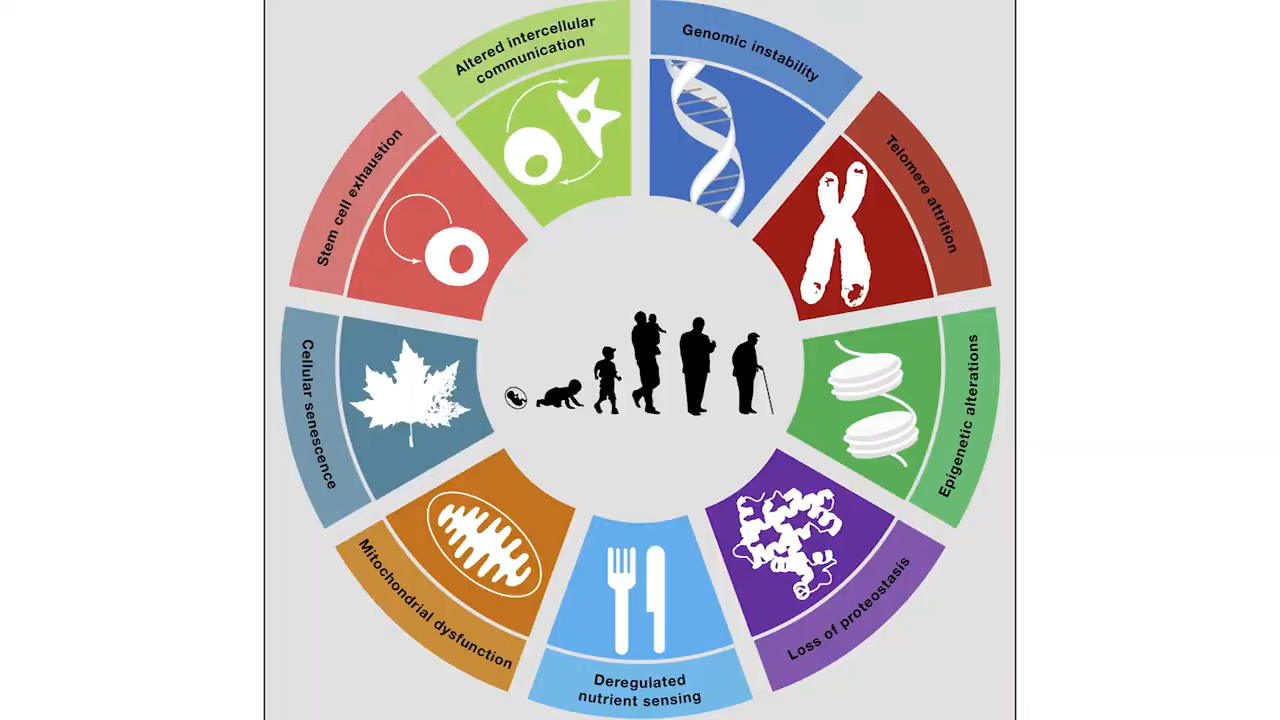 Altered intercellular
communication
Genomic instability
Telomere attrition
Epigenetic alterations
Loss of proteostasis
Deregulated
nutrient sensing
Mitochondrial dysfunction
Cellular senescence
Stem cell exhaustion